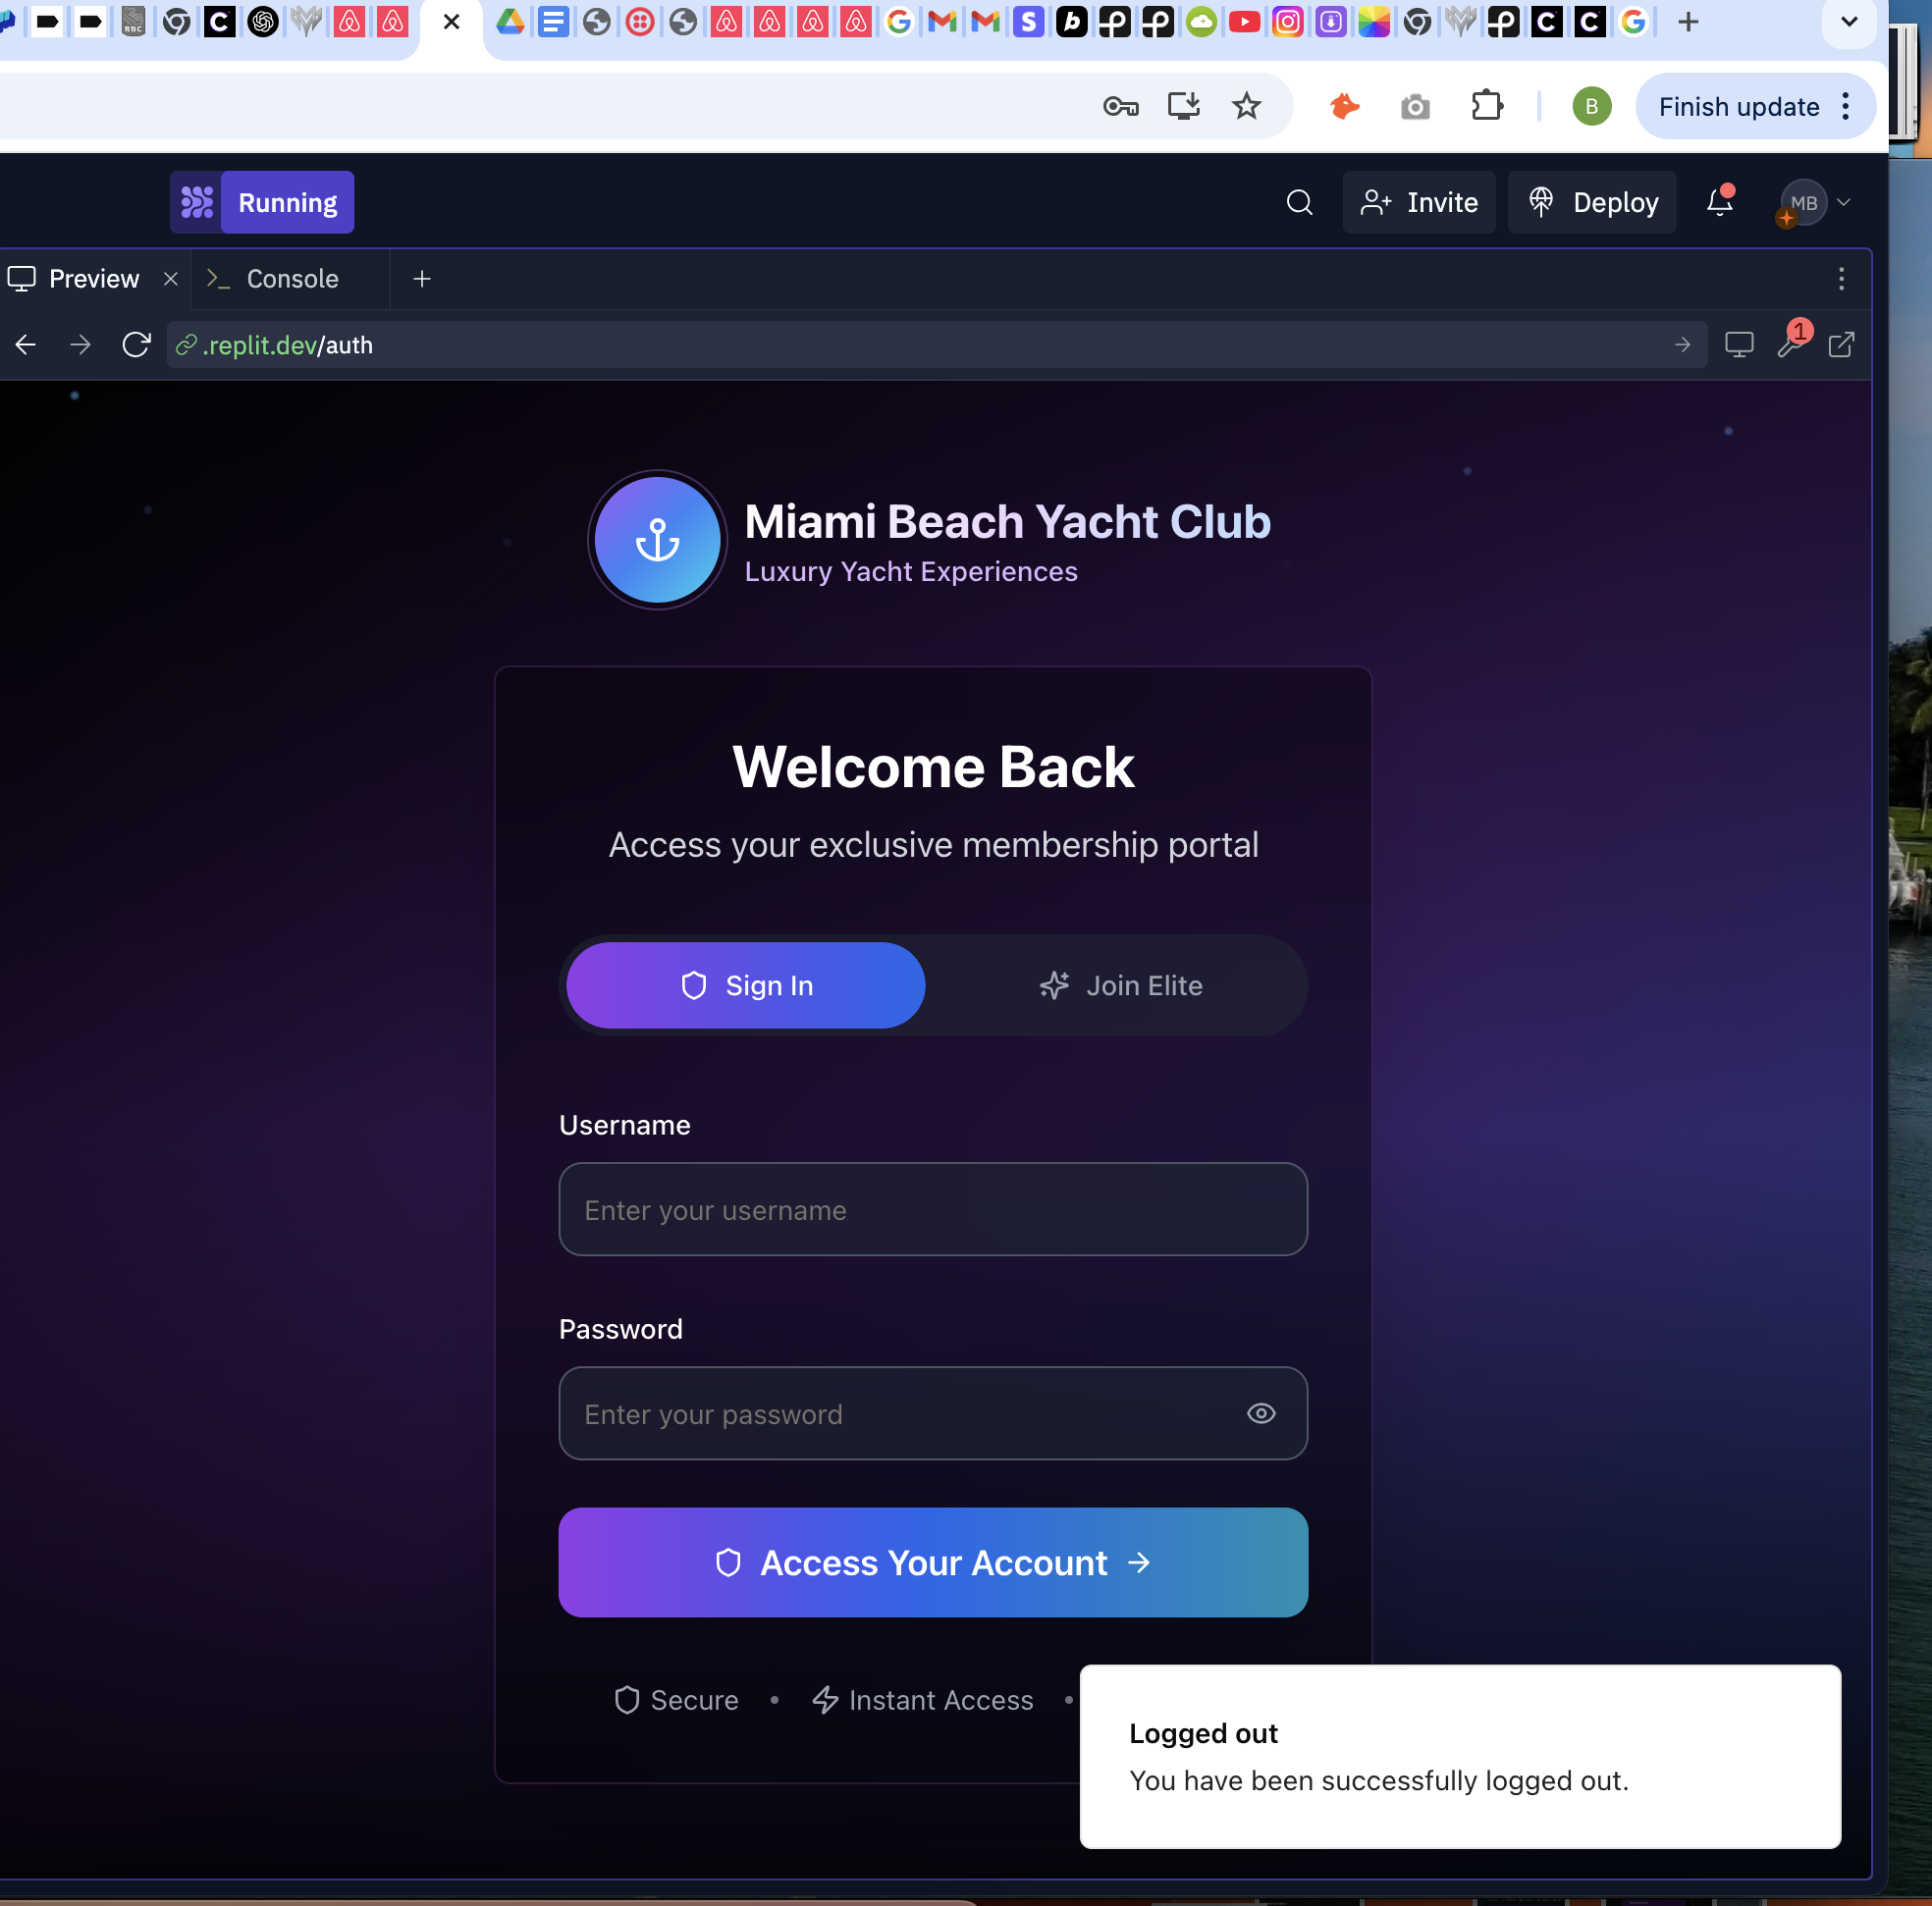 Finish update
B
Running
Invite
Deploy
MB
Preview
Console
.replit.dev/auth
1
Miami Beach Yacht Club
Luxury Yacht Experiences
Welcome Back
Access your exclusive membership portal
Sign In
Join Elite
Username
Enter your username
Password
Enter your password
Access Your Account
Secure • Instant Access •
Logged out
You have been successfully logged out.